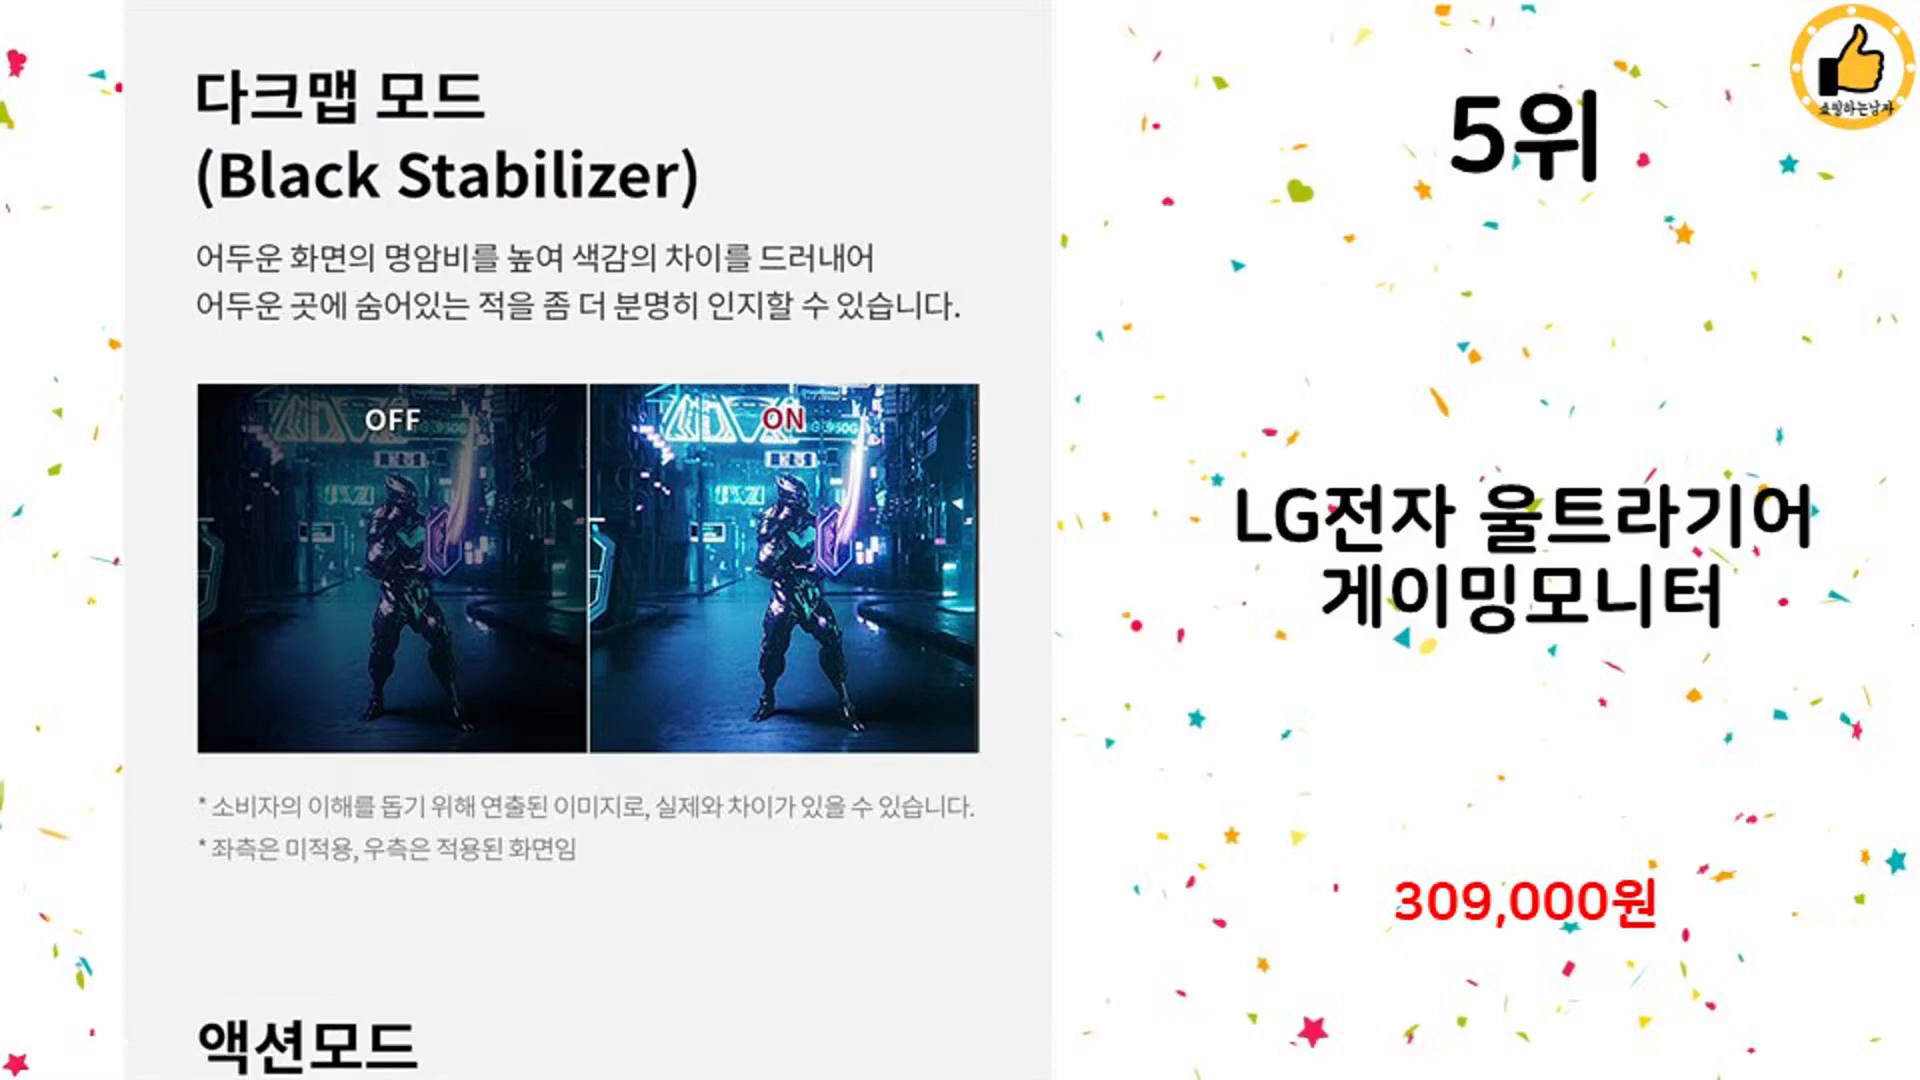 다크맵 모드
(Black Stabilizer)
어두운 화면의 명암비를 높여 색감의 차이를 드러내어
어두운 곳에 숨어있는 적을 좀 더 분명히 인지할 수 있습니다.
OFF
ON
* 소비자의 이해를 돕기 위해 연출된 이미지로, 실제와 차이가 있을 수 있습니다.
* 좌측은 미적용, 우측은 적용된 화면임
액션모드
쇼핑하는남자
5위
LG전자 울트라기어
게이밍모니터
309,000원